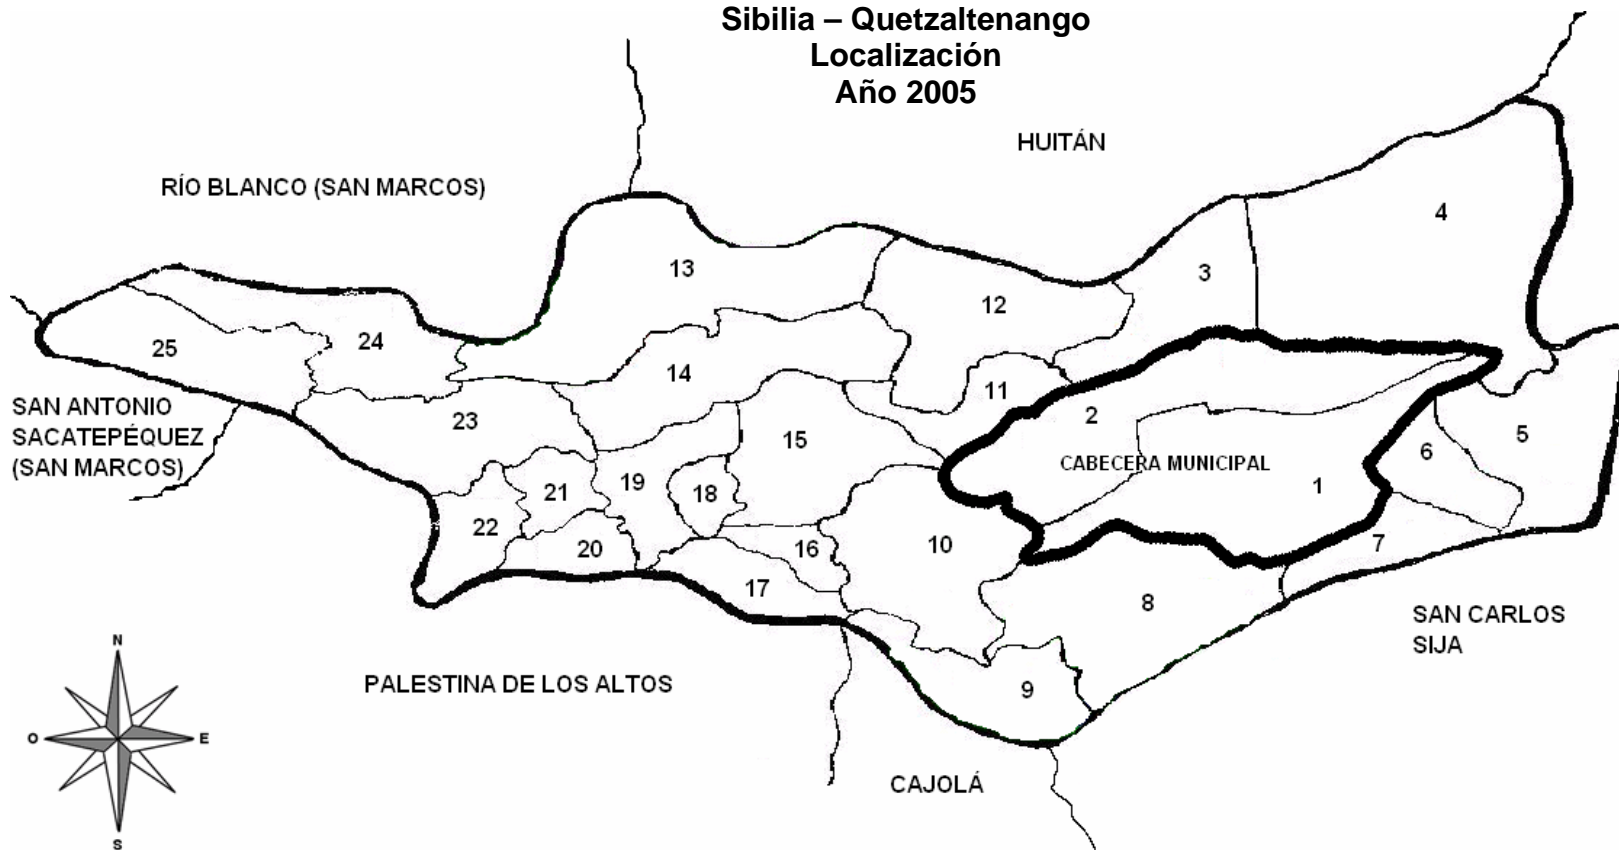 Sibilia – Quetzaltenango
Localización
Año 2005
HUITÁN
RÍO BLANCO (SAN MARCOS)
4
3
13
12
24
25
14
11
2
SAN ANTONIO
SACATEPÉQUEZ
(SAN MARCOS)
23
15
5
6
CABECERA MUNICIPAL
1
19
18
21
22
20
16
10
7
17
8
SAN CARLOS
SIJA
9
PALESTINA DE LOS ALTOS
CAJOLÁ
N
O
E
S